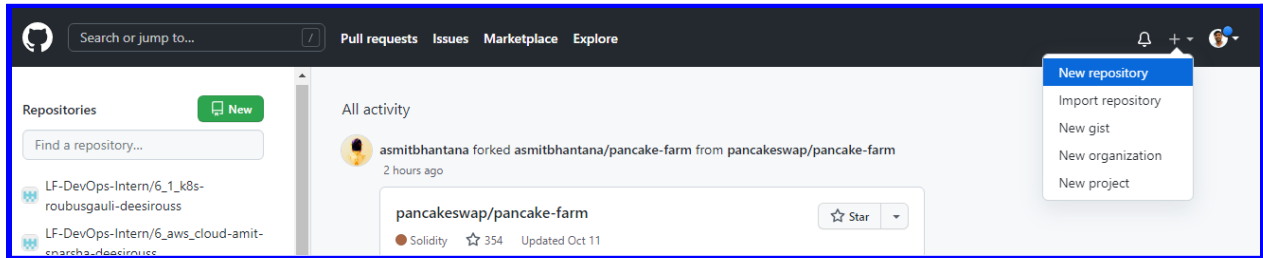 Search or jump to... /
Pull requests Issues Marketplace Explore
New repository
Import repository
New gist
New organization
New project
Repositories
New
Find a repository...
LF-DevOps-Intern/6_1_k8s-
roubusgauli-deesirouss
LF-DevOps-Intern/6_aws_cloud-amit-
snarsha-deesirouss
All activity
asmitbhantana forked asmitbhantana/pancake-farm from pancakeswap/pancake-farm
2 hours ago
pancakeswap/pancake-farm
Star
Solidity 354 Updated Oct 11